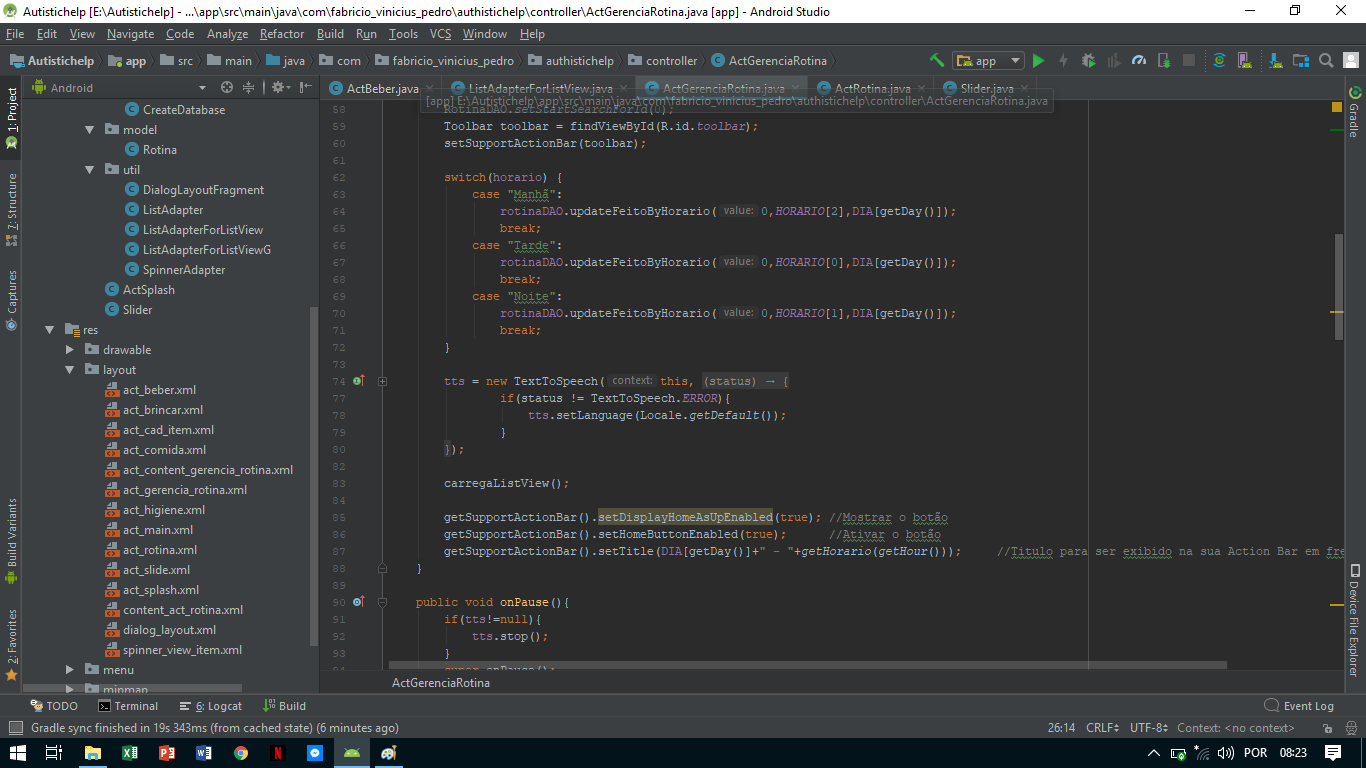 Autistichelp [E:\Autistichelp] - ...\app\src\main\java\com\fabricio_vinicius_pedro\authistichelp\controller\ActGerenciaRotina.java [app] - Android Studio
File Edit View Navigate Code Analyze Refactor Build Run Tools VCS Window Help
Autistichelp app src main java com fabricio_vinicius_pedro authistichelp controller ActGerenciaRotina app
1: Project
7: Structure
Captures
Build Variants
2: Favorites
Android
CreateDatabase
model
Rotina
util
DialogLayoutFragment
ListAdapter
ListAdapterForListView
ListAdapterForListViewG
SpinnerAdapter
ActSplash
Slider
res
drawable
layout
act_beber.xml
act_brincar.xml
act_cad_item.xml
act_comida.xml
act_content_gerencia_rotina.xml
act_gerencia_rotina.xml
act_higiene.xml
act_main.xml
act_rotina.xml
act_slide.xml
act_splash.xml
content_act_rotina.xml
dialog_layout.xml
spinner_view_item.xml
menu
mipmap
ActBeber.java ListAdapterForListView.java ActGerenciaRotina.java ActRotina.java Slider.java
[app] E:\Autistichelp\app\src\main\java\com\fabricio_vinicius_pedro\authistichelp\controller\ActGerenciaRotina.java
58 RotinaDAO.setStartSearchForId(0);
59 Toolbar toolbar = findViewById(R.id.toolbar);
60 setSupportActionBar(toolbar);
61
62 switch(horario) {
63 case "Manhã":
64 rotinaDAO.updateFeitoByHorario( value: 0,HORARIO[2],DIA[getDay()]);
65 break;
66 case "Tarde":
67 rotinaDAO.updateFeitoByHorario( value: 0,HORARIO[0],DIA[getDay()]);
68 break;
69 case "Noite":
70 rotinaDAO.updateFeitoByHorario( value: 0,HORARIO[1],DIA[getDay()]);
71 break;
72 }
73
74 tts = new TextToSpeech( context: this, (status) → {
77 if(status != TextToSpeech.ERROR){
78 tts.setLanguage(Locale.getDefault());
79 }
80 });
82
83 carregaListView();
84
85 getSupportActionBar().setDisplayHomeAsUpEnabled(true); //Mostrar o botão
86 getSupportActionBar().setHomeButtonEnabled(true); //Ativar o botão
87 getSupportActionBar().setTitle(DIA[getDay()]+" - "+getHorario(getHour())); //Titulo para ser exibido na sua Action Bar em fre
88 }
89
90 public void onPause(){
91 if(tts!=null){
92 tts.stop();
93 }
94 super.onPause();
ActGerenciaRotina
Gradle
Device File Explorer
TODO Terminal 6: Logcat Build Event Log
Gradle sync finished in 19s 343ms (from cached state) (6 minutes ago) 26:14 CRLF UTF-8 Context: <no context>
POR 08:23